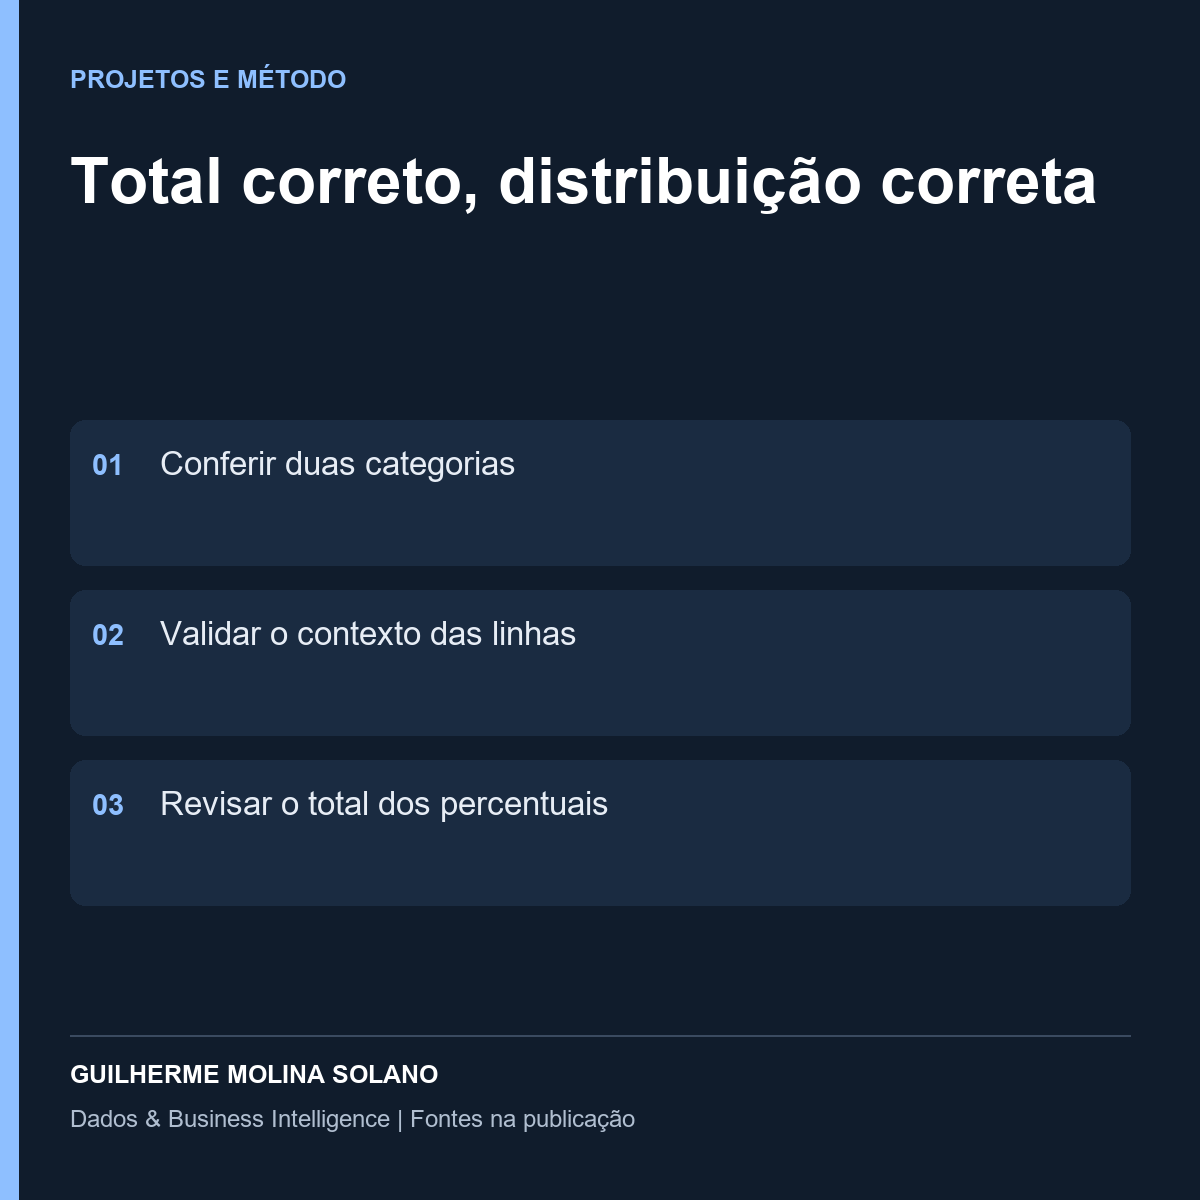 PROJETOS E MÉTODO
Total correto, distribuição correta
01 Conferir duas categorias
02 Validar o contexto das linhas
03 Revisar o total dos percentuais
GUILHERME MOLINA SOLANO
Dados & Business Intelligence | Fontes na publicação